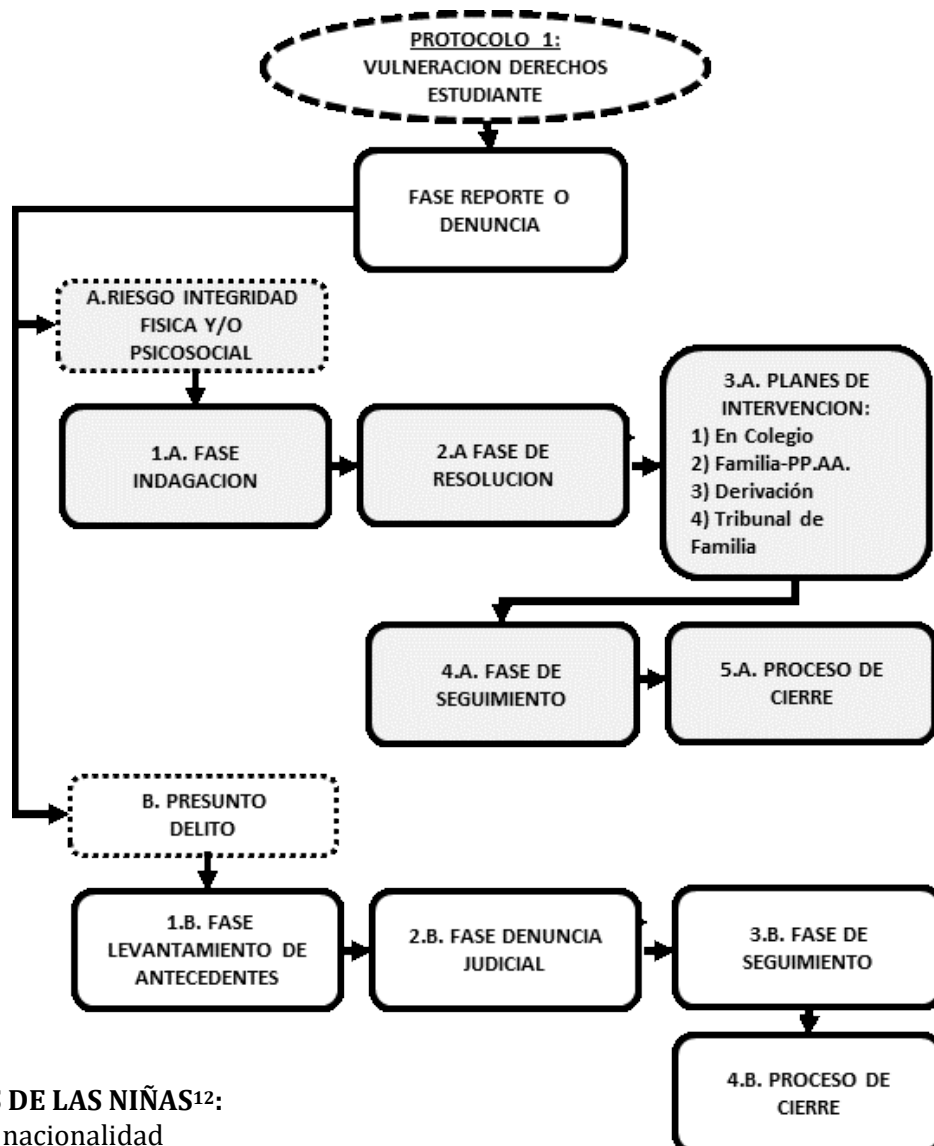 PROTOCOLO 1:
VULNERACION DERECHOS
ESTUDIANTE
FASE REPORTE O
DENUNCIA
A.RIESGO INTEGRIDAD
FISICA Y/O
PSICOSOCIAL
1.A. FASE
INDAGACION
2.A FASE DE
RESOLUCION
3.A. PLANES DE
INTERVENCION:
1) En Colegio
2) Familia-PP.AA.
3) Derivación
4) Tribunal de
Familia
4.A. FASE DE
SEGUIMIENTO
5.A. PROCESO DE
CIERRE
B. PRESUNTO
DELITO
1.B. FASE
LEVANTAMIENTO DE
ANTECEDENTES
2.B. FASE DENUNCIA
JUDICIAL
3.B. FASE DE
SEGUIMIENTO
4.B. PROCESO DE
CIERRE
DE LAS NIÑAS¹²:
nacionalidad